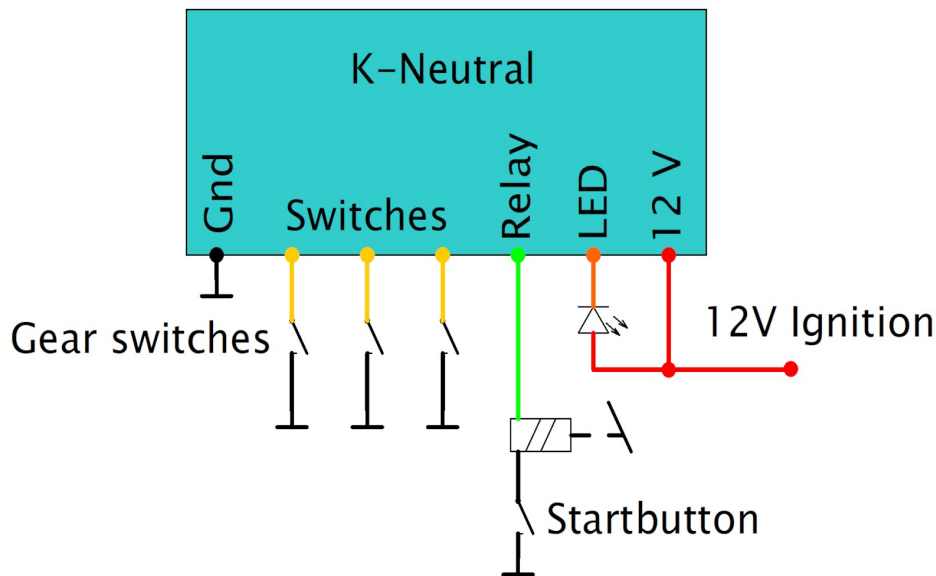 K-Neutral
Gnd
Switches
Relay
LED
12 V
Gear switches
12V Ignition
Startbutton